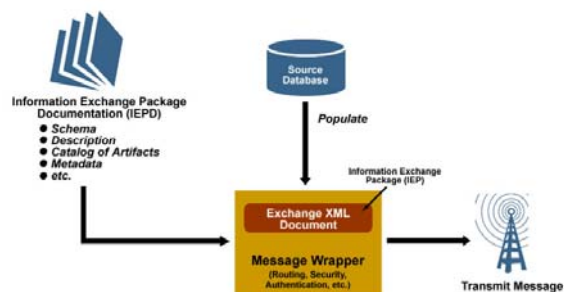 Source
Database
Information Exchange Package
Documentation (IEPD)
● Schema
● Description
● Catalog of Artifacts
● Metadata
● etc.
Populate
Information Exchange
Package (IEP)
Exchange XML
Document
Message Wrapper
(Routing, Security,
Authentication, etc.)
Transmit Message